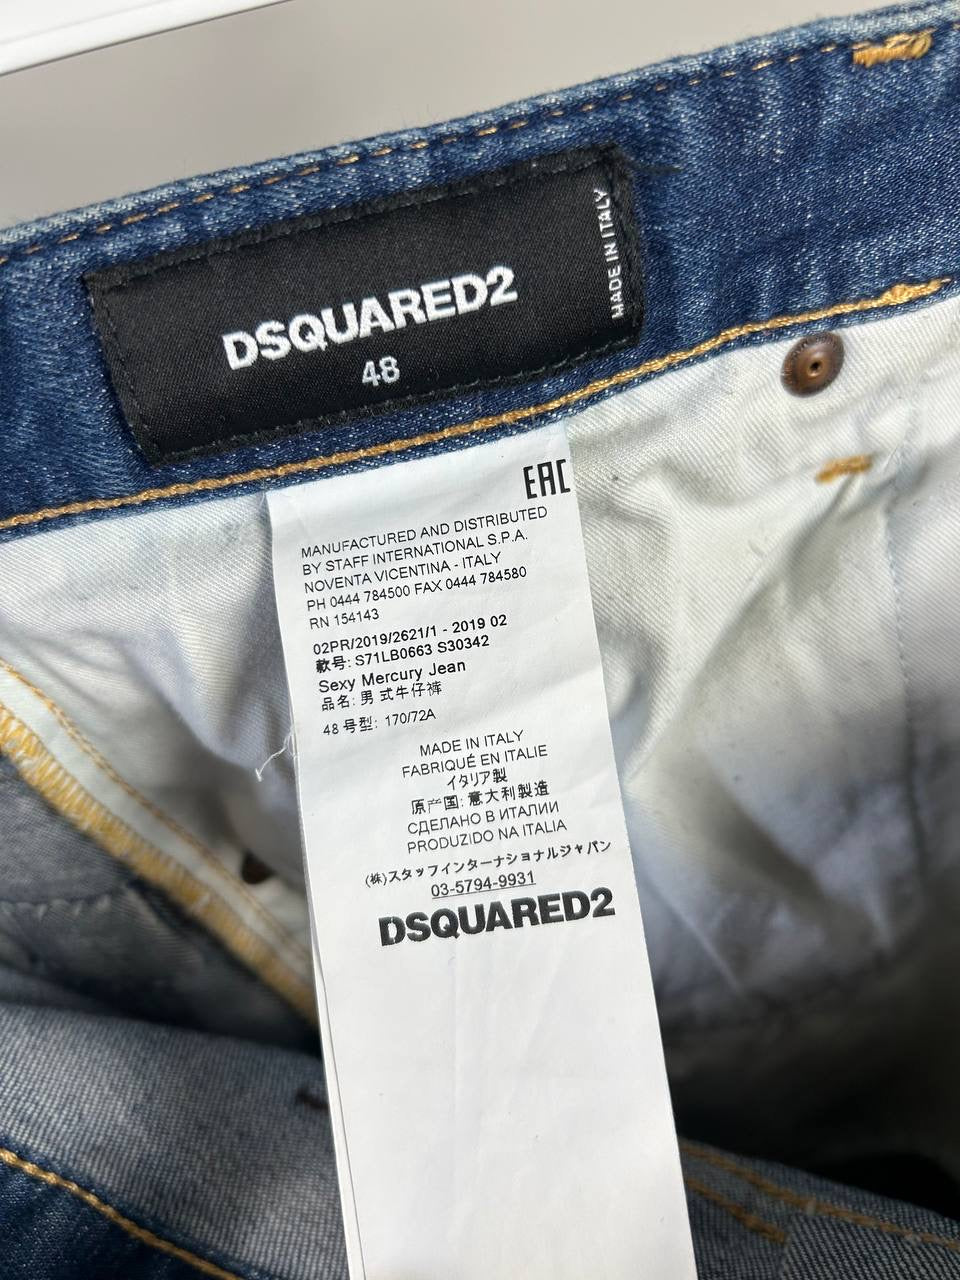 DSQUARED2
48
MADE IN ITALY
EAC
MANUFACTURED AND DISTRIBUTED
BY STAFF INTERNATIONAL S.P.A.
NOVENTA VICENTINA - ITALY
PH 0444 784500 FAX 0444 784580
RN 154143
02PR/2019/2621/1 - 2019 02
款号: S71LB0663 S30342
Sexy Mercury Jean
品名: 男 式牛仔裤
48 号型: 170/72A
MADE IN ITALY
FABRIQUÉ EN ITALIE
イタリア製
原产国: 意大利製造
СДЕЛАНО В ИТАЛИИ
PRODUZIDO NA ITALIA
(株)スタッフインターナショナルジャパン
03-5794-9931
DSQUARED2